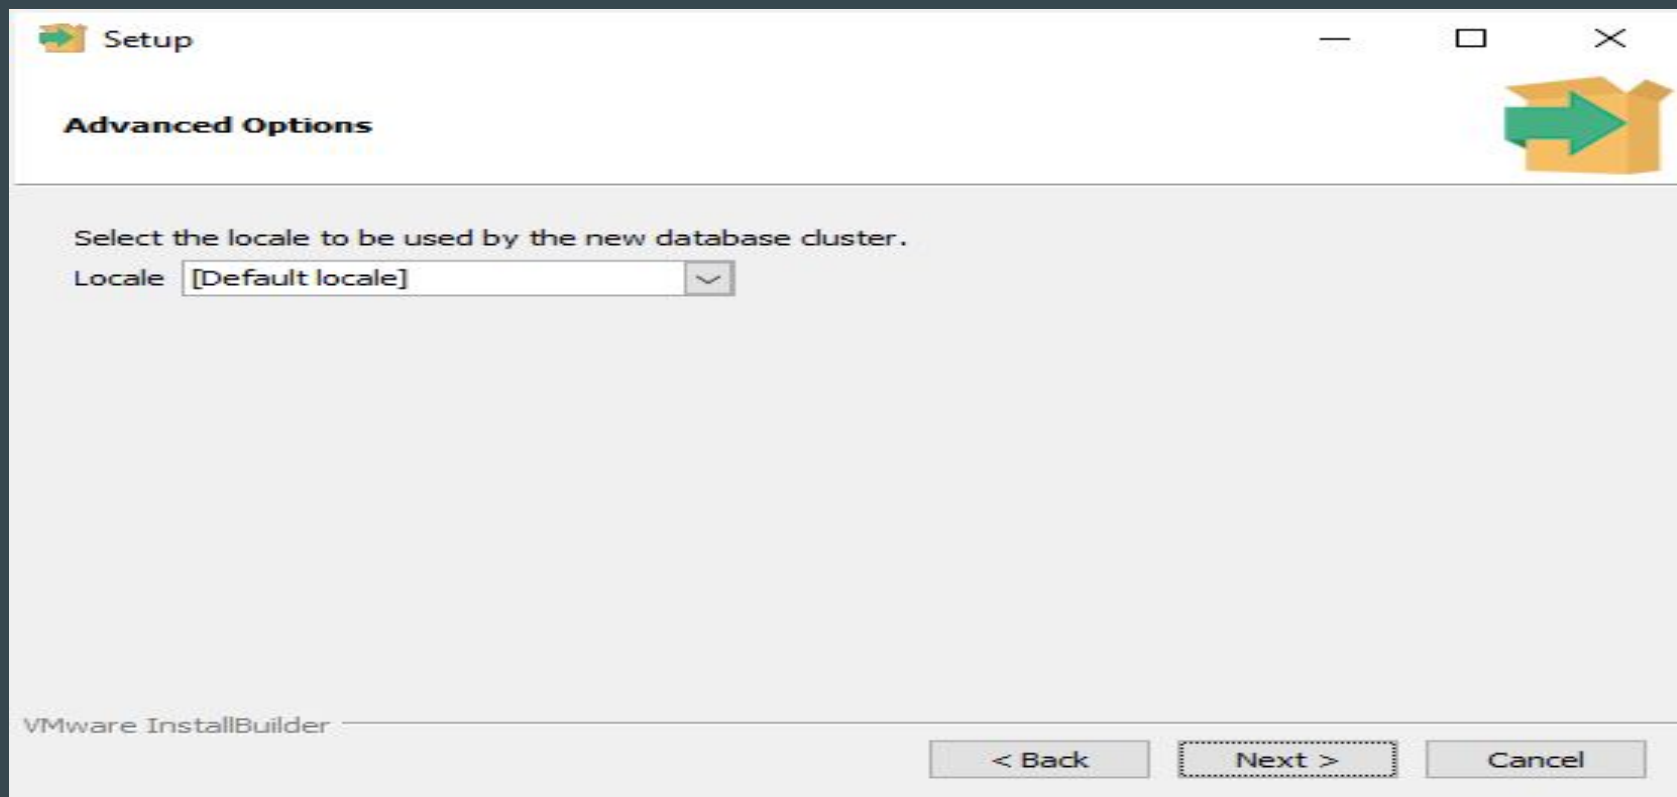 Setup
Advanced Options
Select the locale to be used by the new database cluster.
Locale [Default locale]
VMware InstallBuilder
< Back Next > Cancel